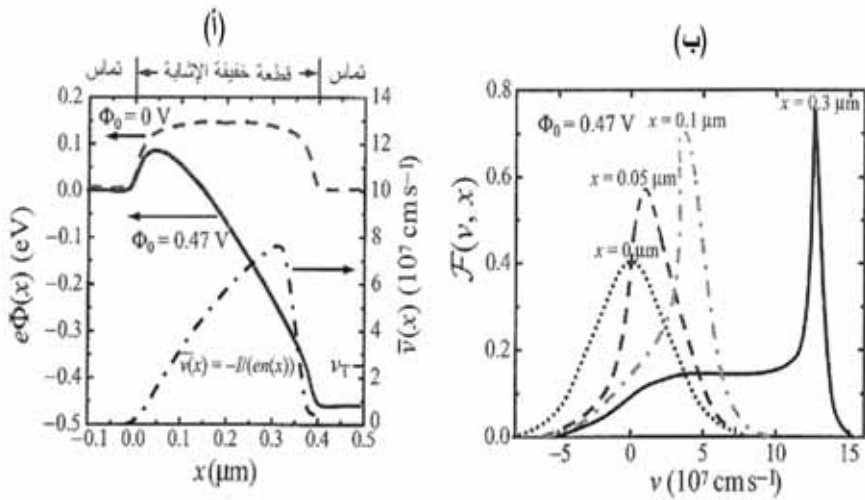 (أ)
تماس
قطعة خفيفة الإشابة
تماس
0.2
0.1
0.0
−0.1
−0.2
−0.3
−0.4
−0.5
eΦ(x) (eV)
Φ₀ = 0 V
Φ₀ = 0.47 V
v̅(x) = −I/(en(x))
v_T
14
12
10
8
6
4
2
0
v̅(x) (10⁷ cm s⁻¹)
−0.1 0.0 0.1 0.2 0.3 0.4 0.5
x (μm)
(ب)
0.8
0.6
0.4
0.2
0.0
ℱ(v, x)
Φ₀ = 0.47 V
x = 0.1 μm
x = 0.3 μm
x = 0.05 μm
x = 0 μm
−5 0 5 10 15
v (10⁷ cm s⁻¹)